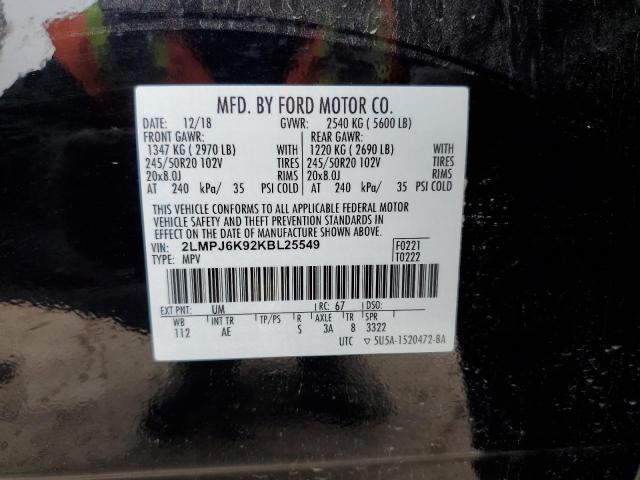 MFD. BY FORD MOTOR CO.
DATE: 12/18 GVWR: 2540 KG ( 5600 LB)
FRONT GAWR: REAR GAWR:
1347 KG ( 2970 LB) WITH 1220 KG ( 2690 LB) WITH
245/50R20 102V TIRES 245/50R20 102V TIRES
20x8.0J RIMS 20x8.0J RIMS
AT 240 kPa/ 35 PSI COLD AT 240 kPa/ 35 PSI COLD
THIS VEHICLE CONFORMS TO ALL APPLICABLE FEDERAL MOTOR
VEHICLE SAFETY AND THEFT PREVENTION STANDARDS IN
EFFECT ON THE DATE OF MANUFACTURE SHOWN ABOVE.
VIN: 2LMPJ6K92KBL25549 F0221
TYPE: MPV T0222
EXT PNT: UM RC: 67 DSO:
WB INT TR TP/PS R AXLE TR SPR
112 AE S 3A 8 3322
UTC 5U5A-1520472-BA